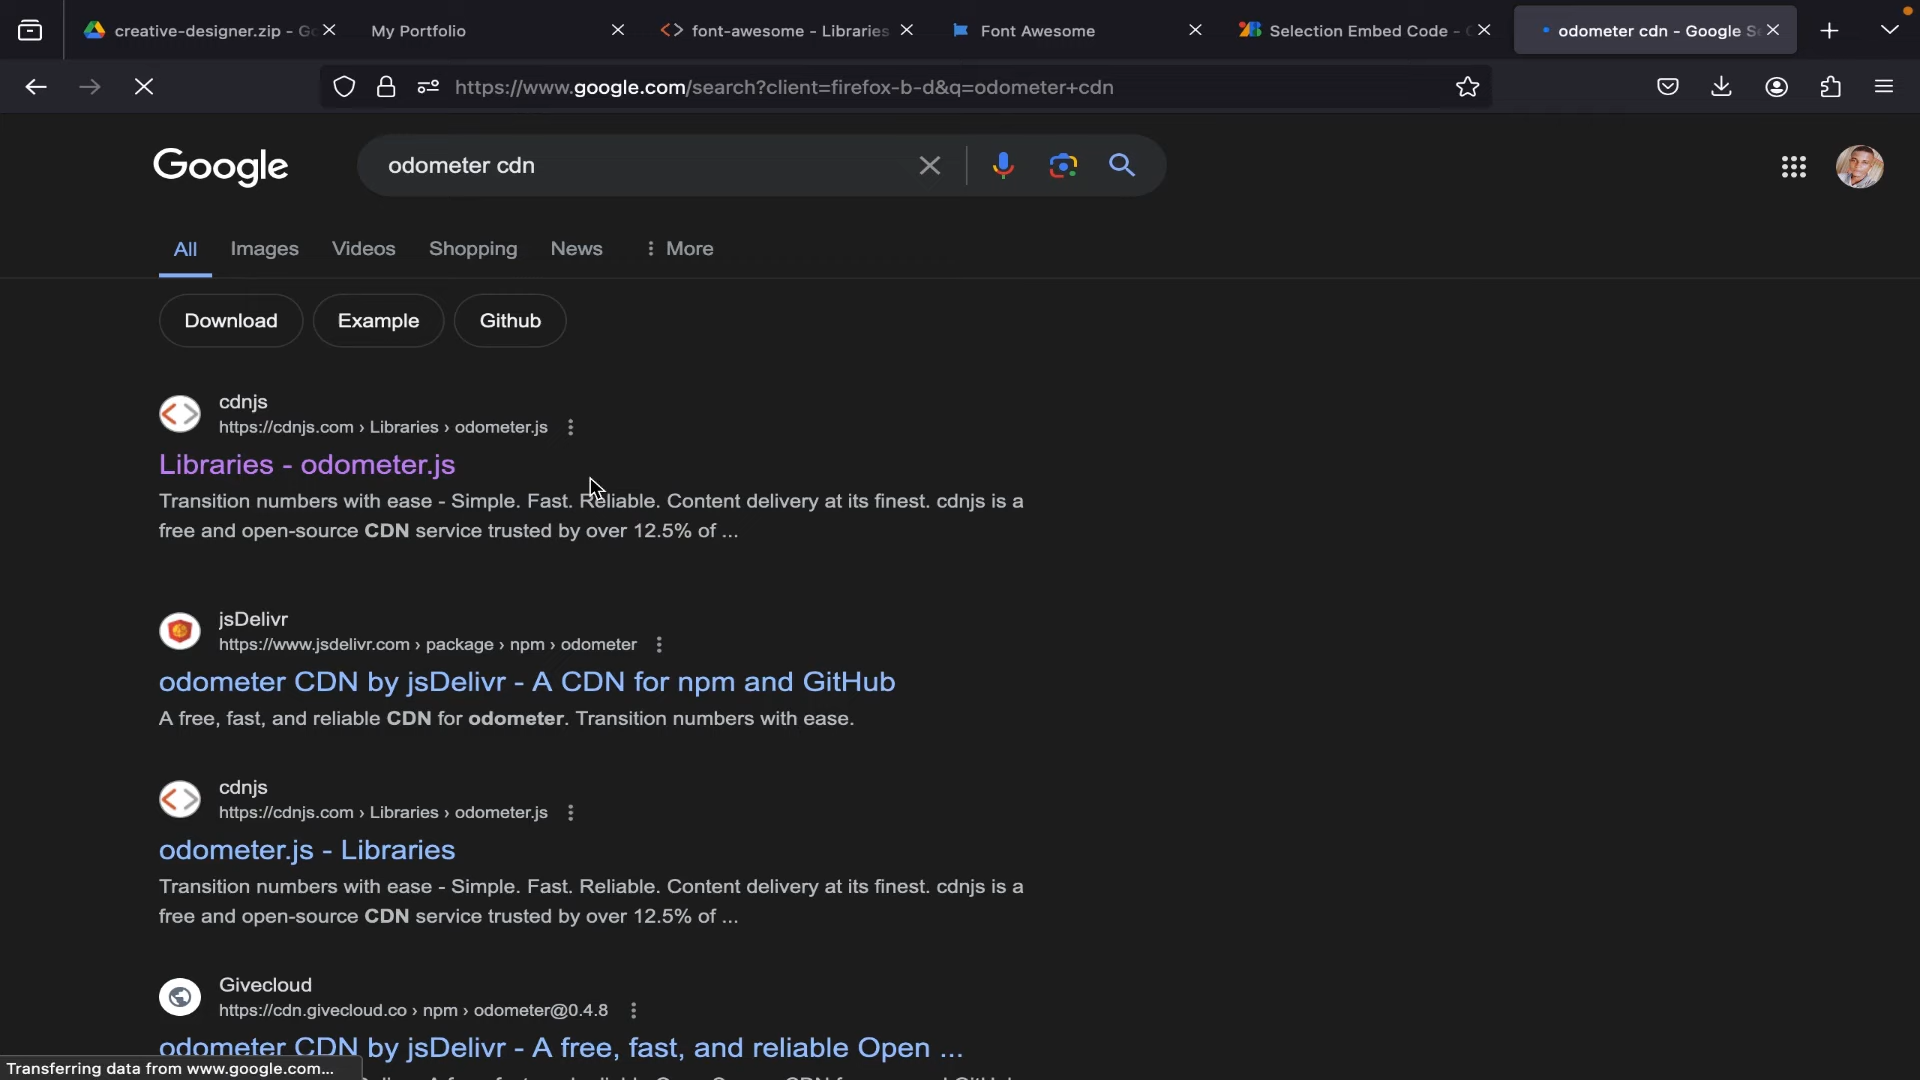 creative-designer.zip - Go
My Portfolio
font-awesome - Libraries
Font Awesome
Selection Embed Code -
odometer cdn - Google Se
https://www.google.com/search?client=firefox-b-d&q=odometer+cdn
Google
odometer cdn
All
Images
Videos
Shopping
News
More
Download
Example
Github
cdnjs
https://cdnjs.com › Libraries › odometer.js
Libraries - odometer.js
Transition numbers with ease - Simple. Fast. Reliable. Content delivery at its finest. cdnjs is a
free and open-source CDN service trusted by over 12.5% of ...
jsDelivr
https://www.jsdelivr.com › package › npm › odometer
odometer CDN by jsDelivr - A CDN for npm and GitHub
A free, fast, and reliable CDN for odometer. Transition numbers with ease.
cdnjs
https://cdnjs.com › Libraries › odometer.js
odometer.js - Libraries
Transition numbers with ease - Simple. Fast. Reliable. Content delivery at its finest. cdnjs is a
free and open-source CDN service trusted by over 12.5% of ...
Givecloud
https://cdn.givecloud.co › npm › odometer@0.4.8
odometer CDN by jsDelivr - A free, fast, and reliable Open ...
Transferring data from www.google.com...